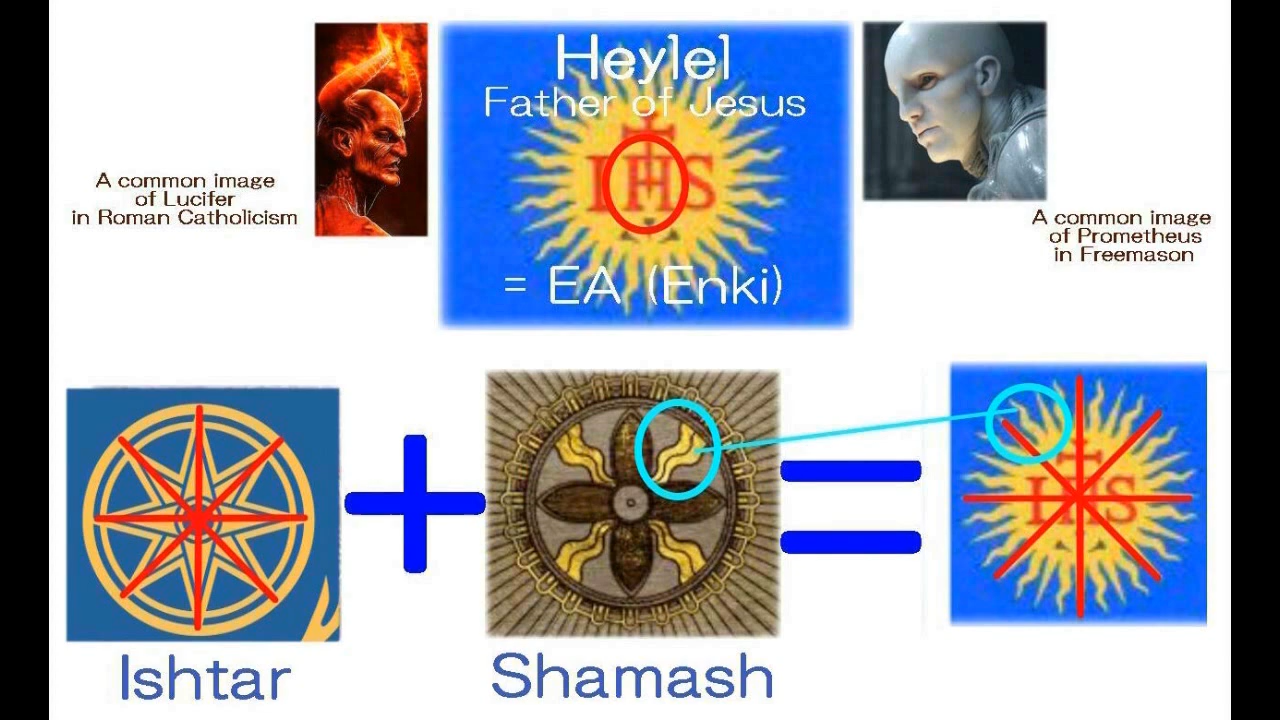 Heylel
Father of Jesus
IHS
= EA (Enki)
A common image
of Lucifer
in Roman Catholicism
A common image
of Prometheus
in Freemason
IHS
Ishtar
Shamash